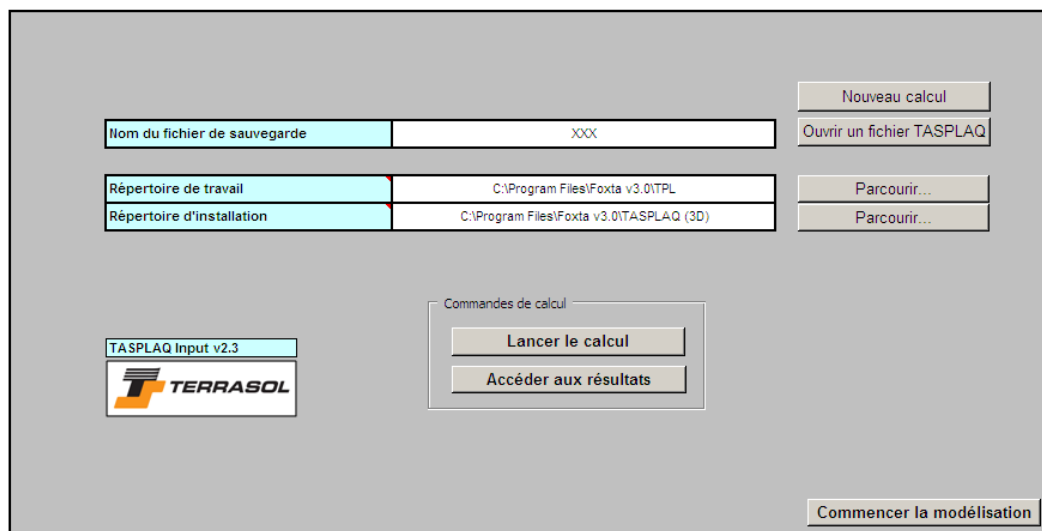 Nouveau calcul
Nom du fichier de sauvegarde
XXX
Ouvrir un fichier TASPLAQ
Répertoire de travail
C:\Program Files\Foxta v3.0\TPL
Parcourir...
Répertoire d'installation
C:\Program Files\Foxta v3.0\TASPLAQ (3D)
Parcourir...
Commandes de calcul
Lancer le calcul
Accéder aux résultats
TASPLAQ Input v2.3
TERRASOL
Commencer la modélisation